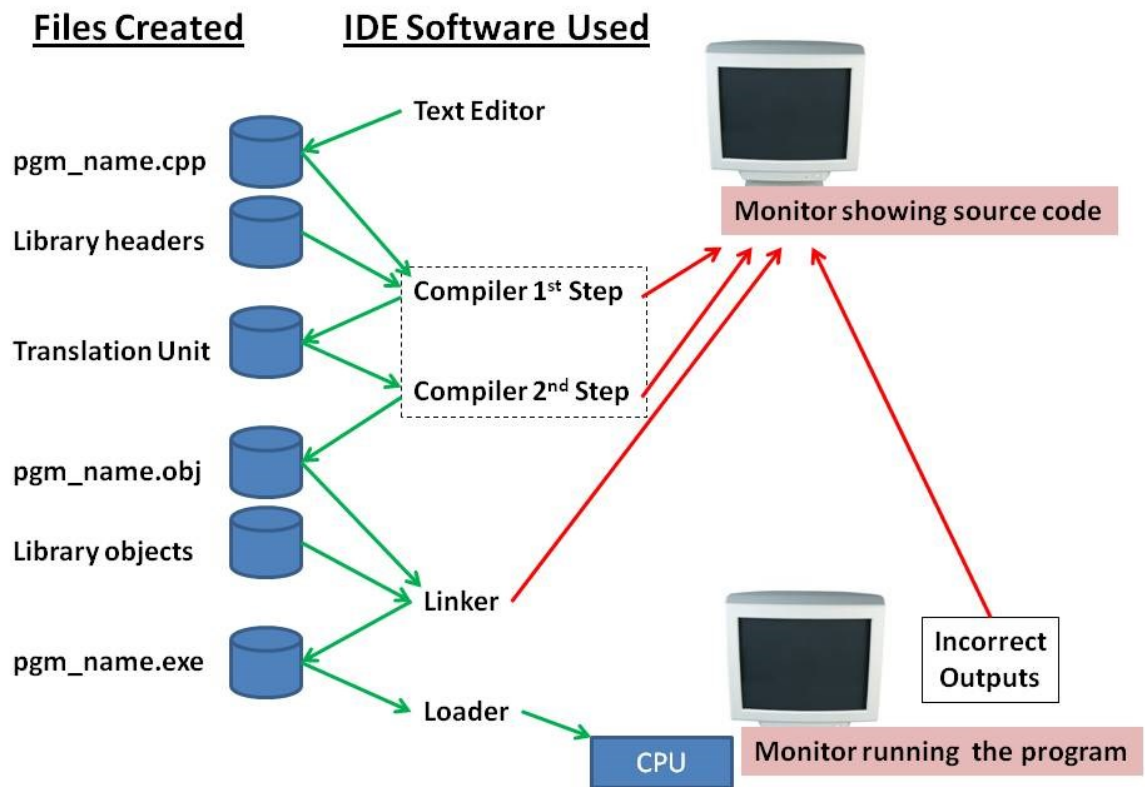 Files Created
IDE Software Used
Text Editor
pgm_name.cpp
Monitor showing source code
Library headers
Compiler 1st Step
Translation Unit
Compiler 2nd Step
pgm_name.obj
Library objects
Linker
Incorrect
Outputs
pgm_name.exe
Loader
CPU
Monitor running the program